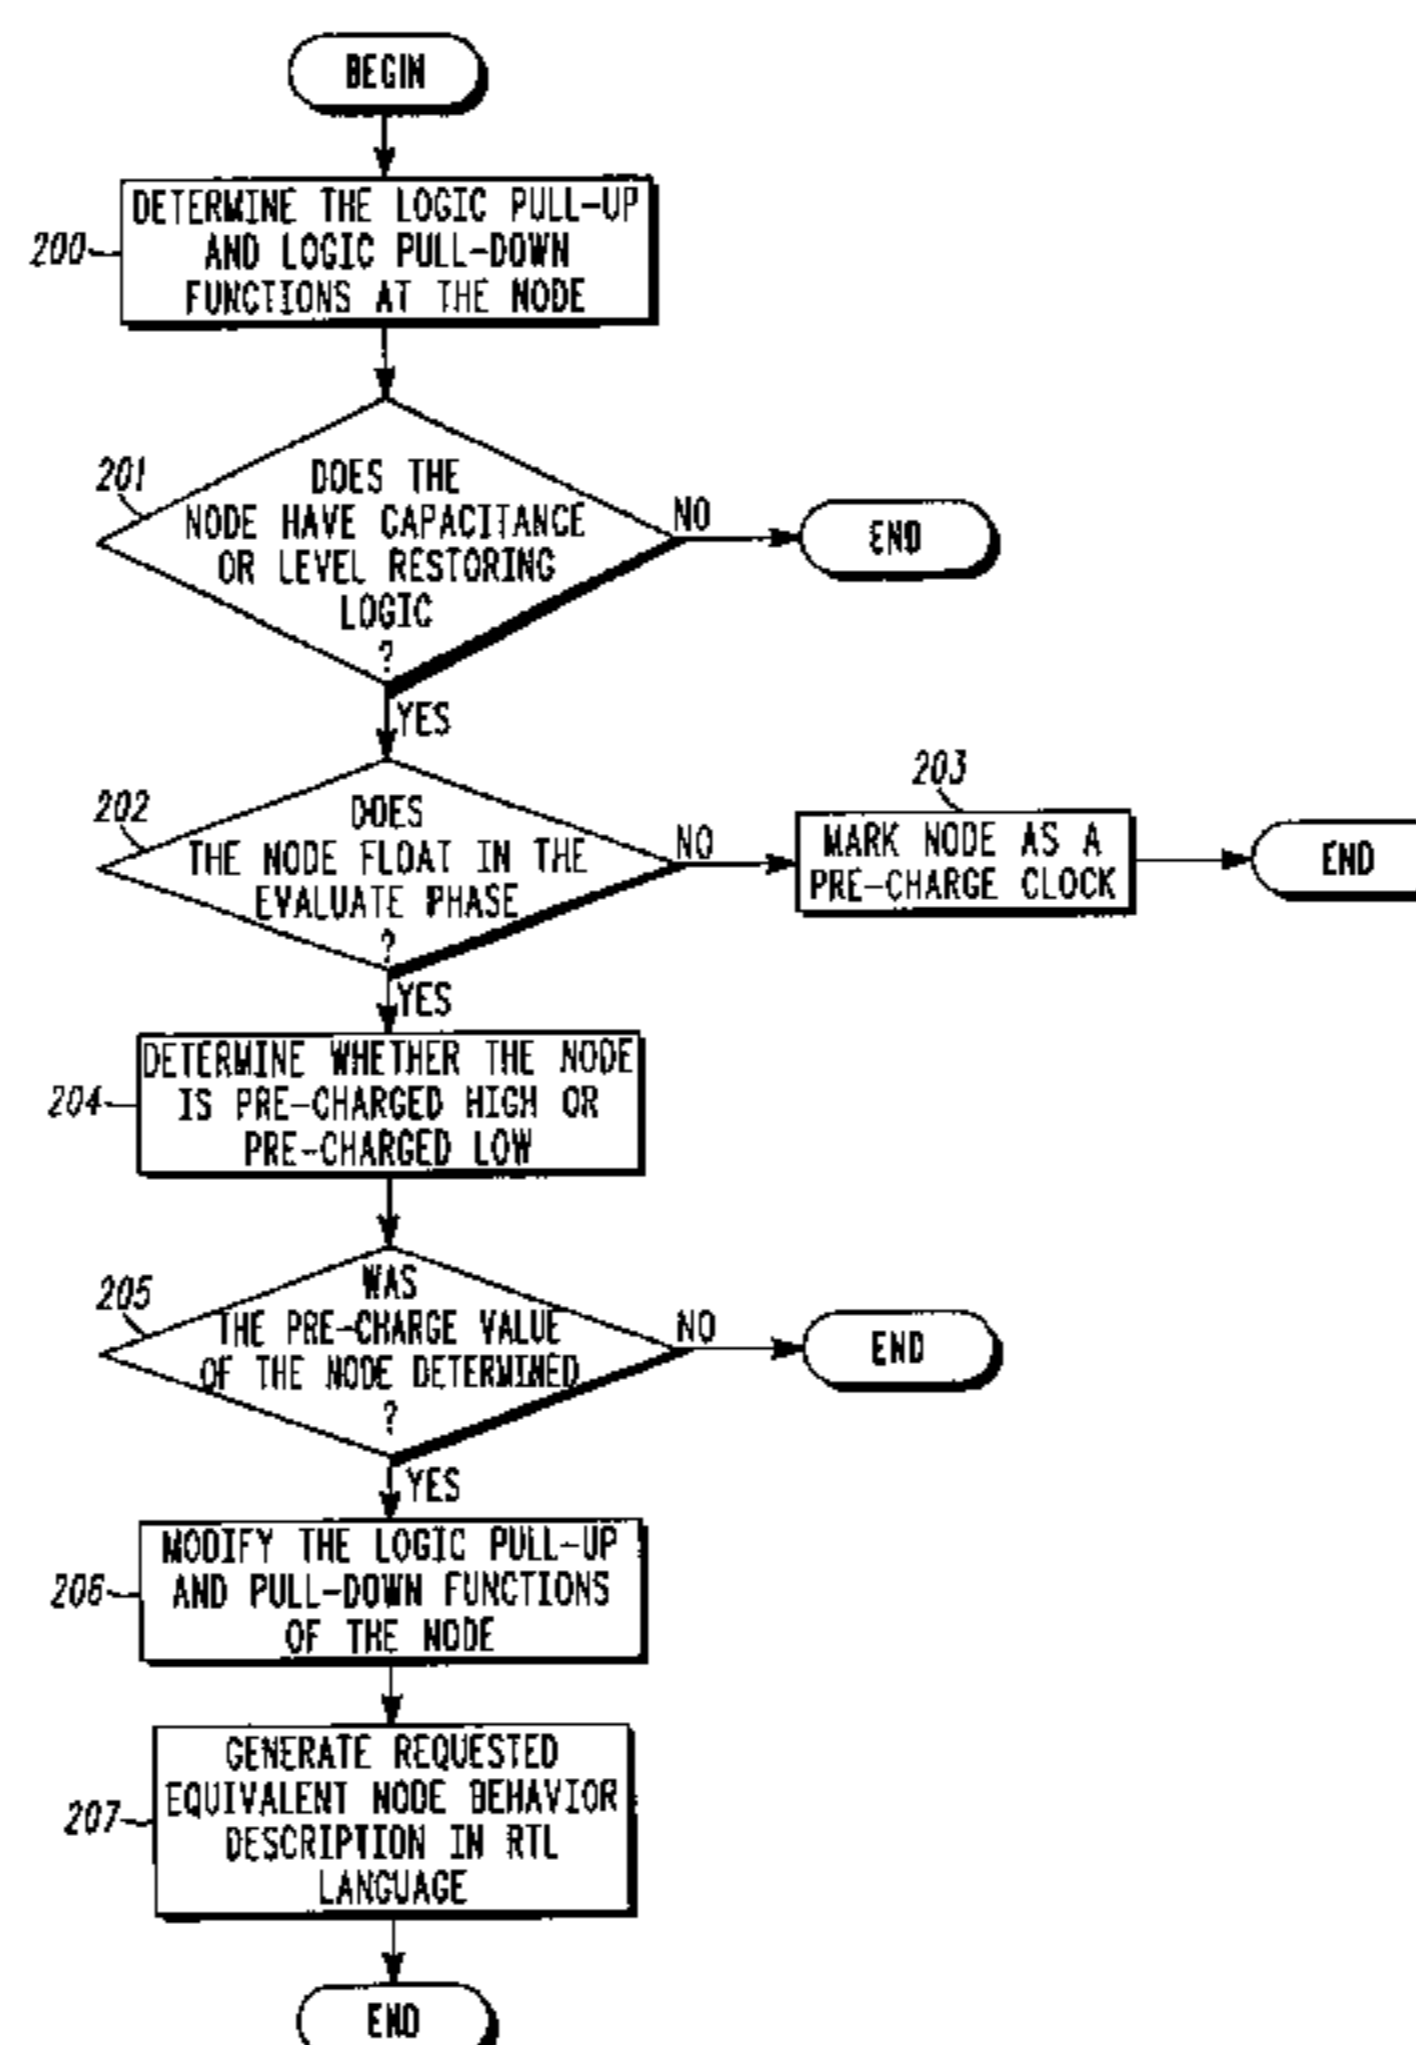 BEGIN
DETERMINE THE LOGIC PULL-UP
AND LOGIC PULL-DOWN
FUNCTIONS AT THE NODE
200
201
DOES THE
NODE HAVE CAPACITANCE
OR LEVEL RESTORING
LOGIC
?
NO
END
YES
202
DOES
THE NODE FLOAT IN THE
EVALUATE PHASE
?
NO
203
MARK NODE AS A
PRE-CHARGE CLOCK
END
YES
204
DETERMINE WHETHER THE NODE
IS PRE-CHARGED HIGH OR
PRE-CHARGED LOW
205
WAS
THE PRE-CHARGE VALUE
OF THE NODE DETERMINED
?
NO
END
YES
206
MODIFY THE LOGIC PULL-UP
AND PULL-DOWN FUNCTIONS
OF THE NODE
207
GENERATE REQUESTED
EQUIVALENT NODE BEHAVIOR
DESCRIPTION IN RTL
LANGUAGE
END